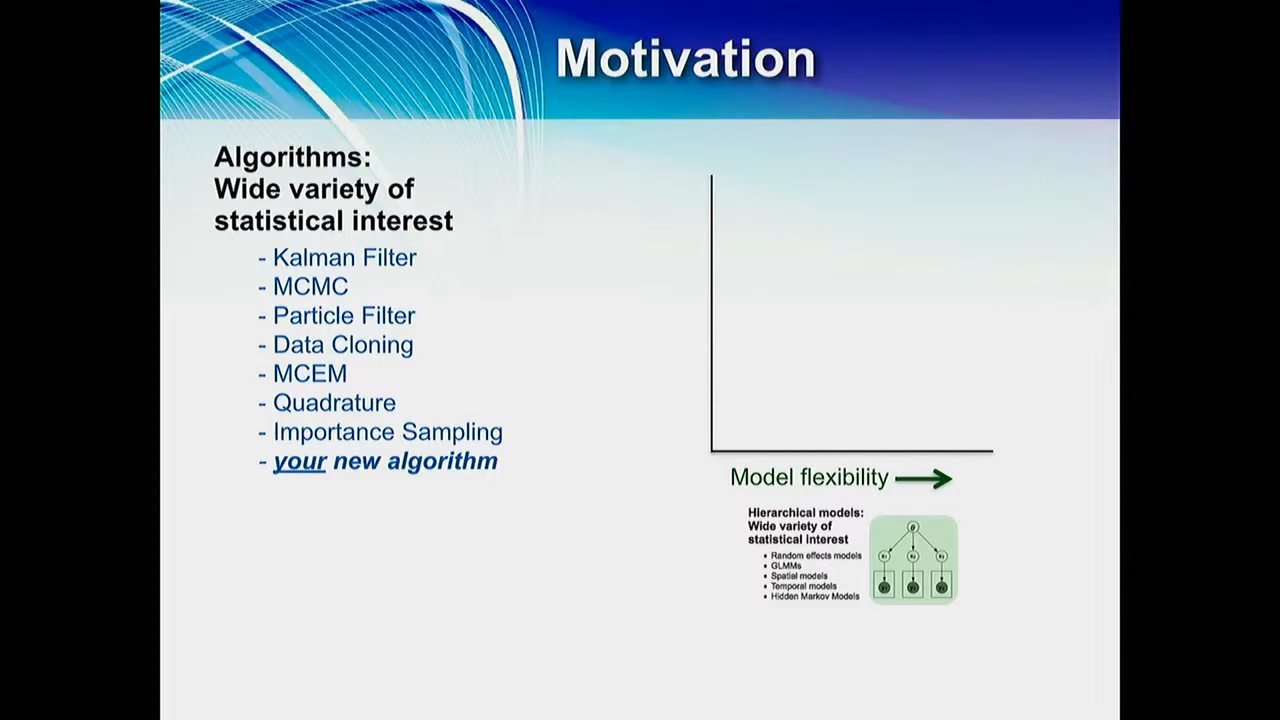 Motivation
Algorithms:
Wide variety of
statistical interest
- Kalman Filter
- MCMC
- Particle Filter
- Data Cloning
- MCEM
- Quadrature
- Importance Sampling
- your new algorithm
Model flexibility
Hierarchical models:
Wide variety of
statistical interest
• Random effects models
• GLMMs
• Spatial models
• Temporal models
• Hidden Markov Models